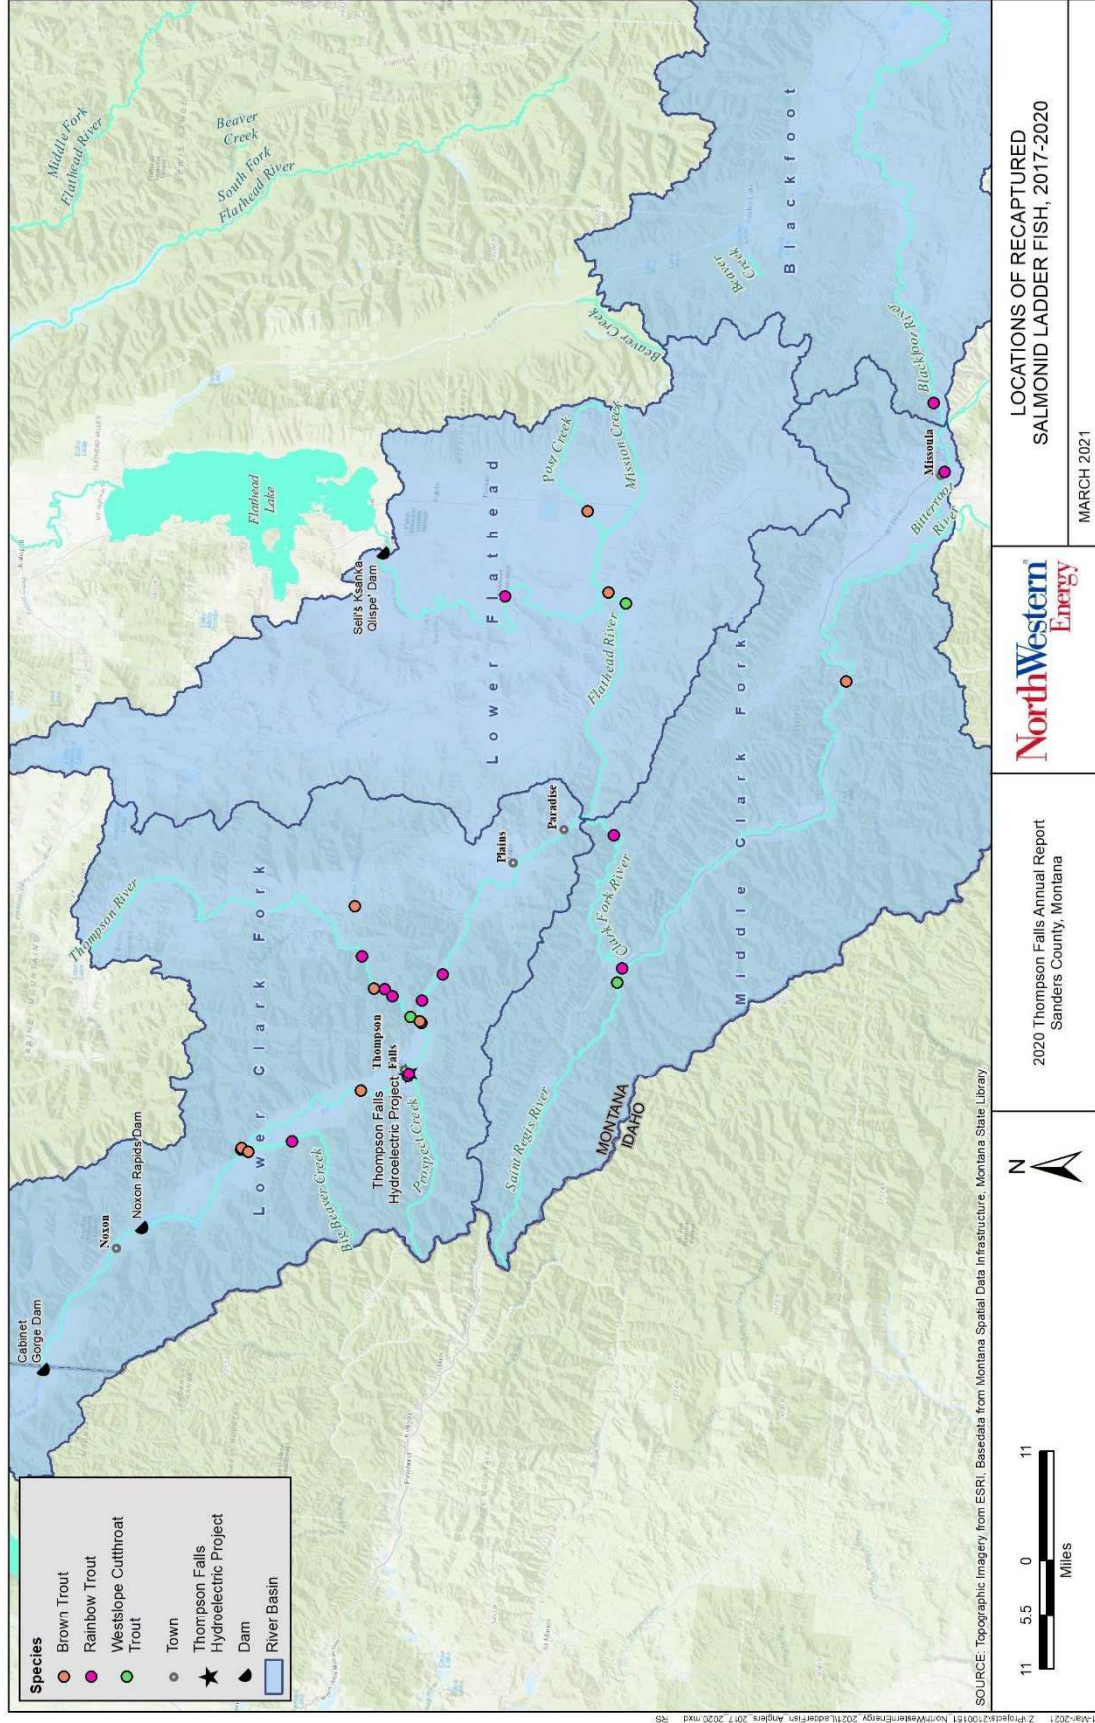 Species
Brown Trout
Rainbow Trout
Westslope Cutthroat
Trout
Town
Thompson Falls
Hydroelectric Project
Dam
River Basin
Cabinet
Gorge Dam
Noxon
Noxon Rapids Dam
Lower Clark Fork
Big Beaver Creek
Thompson River
Thompson
Falls
Thompson Falls
Hydroelectric Project
Prospect Creek
Plains
Paradise
Saint Regis River
MONTANA
IDAHO
Clark Fork River
Middle Clark Fork
Lower Flathead
Flathead River
Seli's Ksanka
Qlispe' Dam
Flathead
Lake
Post Creek
Mission Creek
Middle Fork
Flathead River
Beaver
Creek
South Fork
Flathead River
Beaver Creek
Beaver
Creek
Blackfoot
Blackfoot River
Missoula
Bitterroot
River
SOURCE: Topographic Imagery from ESRI, Basedata from Montana Spatial Data Infrastructure, Montana State Library
11 5.5 0 11
Miles
N
2020 Thompson Falls Annual Report
Sanders County, Montana
NorthWestern
Energy
LOCATIONS OF RECAPTURED
SALMONID LADDER FISH, 2017-2020
MARCH 2021